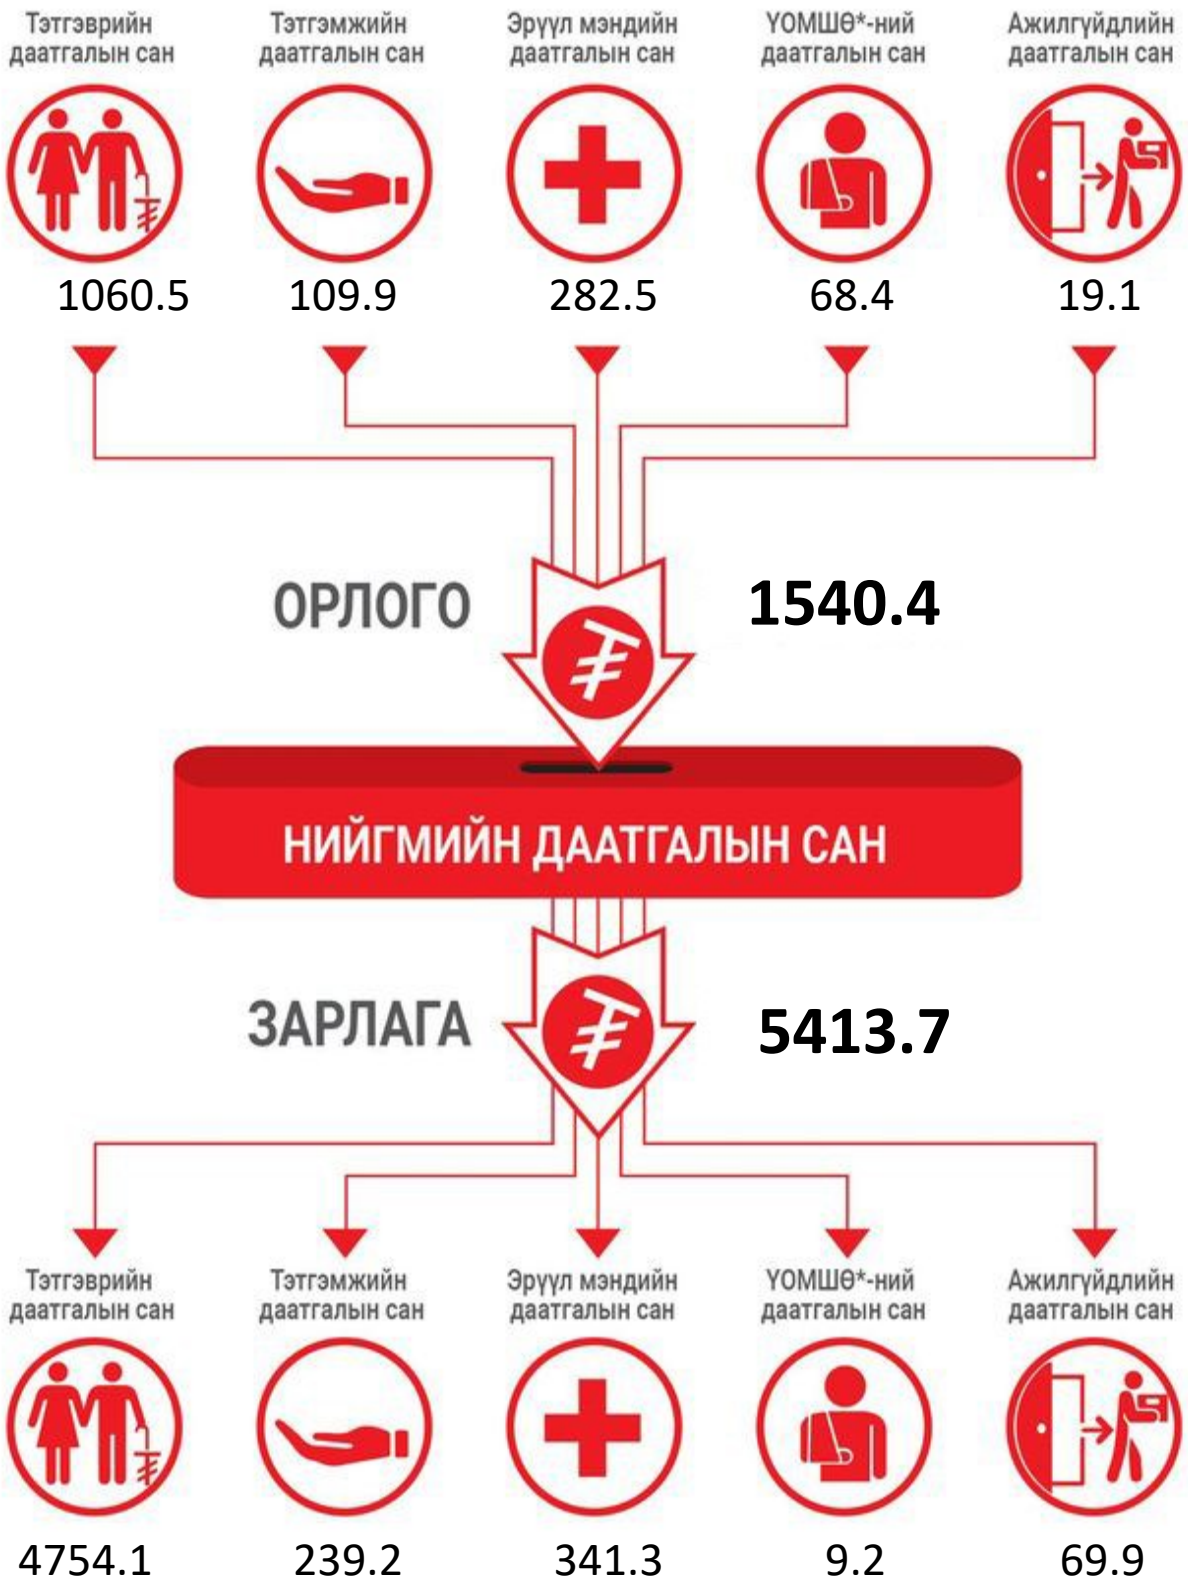 Тэтгэврийн
даатгалын сан
Тэтгэмжийн
даатгалын сан
Эрүүл мэндийн
даатгалын сан
ҮОМШӨ*-ний
даатгалын сан
Ажилгүйдлийн
даатгалын сан
1060.5
109.9
282.5
68.4
19.1
ОРЛОГО
1540.4
₮
НИЙГМИЙН ДААТГАЛЫН САН
ЗАРЛАГА
5413.7
₮
Тэтгэврийн
даатгалын сан
Тэтгэмжийн
даатгалын сан
Эрүүл мэндийн
даатгалын сан
ҮОМШӨ*-ний
даатгалын сан
Ажилгүйдлийн
даатгалын сан
4754.1
239.2
341.3
9.2
69.9